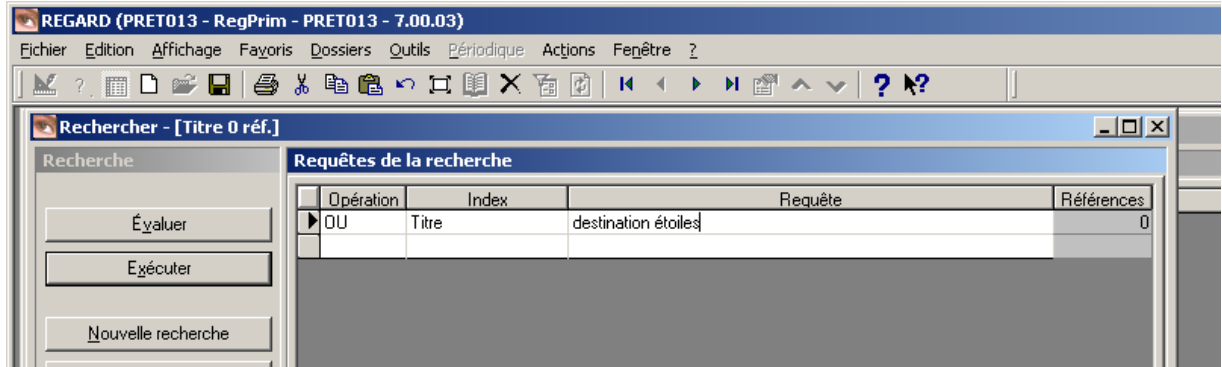 REGARD (PRET013 - RegPrim - PRET013 - 7.00.03)
Fichier Edition Affichage Favoris Dossiers Outils Périodique Actions Fenêtre ?
Rechercher - [Titre 0 réf.]
Recherche
Requêtes de la recherche
Opération Index Requête Références
OU Titre destination étoiles 0
Évaluer
Exécuter
Nouvelle recherche